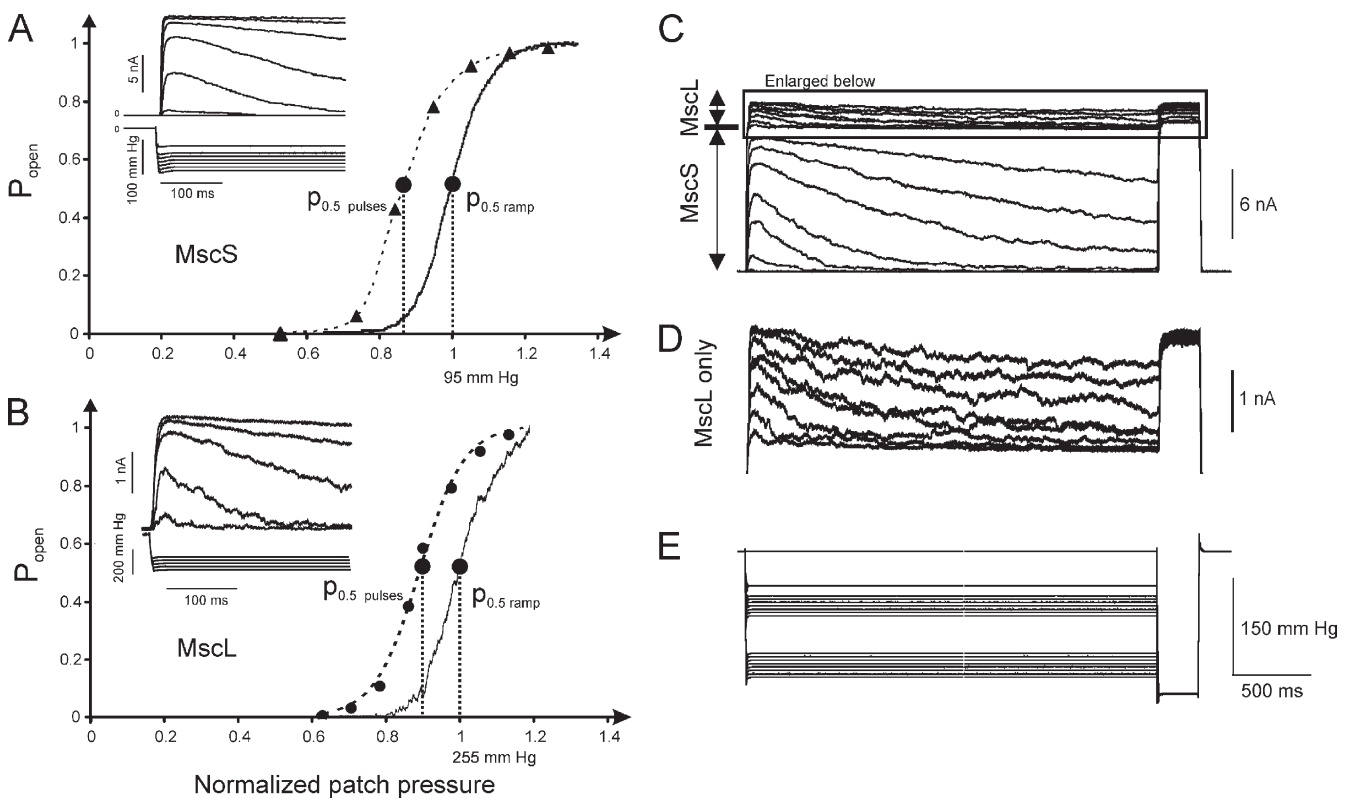 A
P open
1
0.8
0.6
0.4
0.2
0
0 0.2 0.4 0.6 0.8 1 1.2 1.4
95 mm Hg
5 nA
0
0
100 mm Hg
100 ms
p0.5 pulses
p0.5 ramp
MscS
B
P open
1
0.8
0.6
0.4
0.2
0
0 0.2 0.4 0.6 0.8 1 1.2 1.4
255 mm Hg
1 nA
200 mm Hg
100 ms
p0.5 pulses
p0.5 ramp
MscL
Normalized patch pressure
C
Enlarged below
MscL
MscS
6 nA
D
MscL only
1 nA
E
150 mm Hg
500 ms